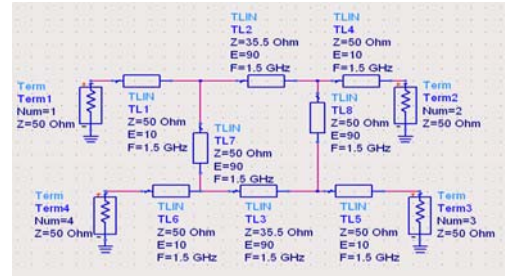 TLIN
TL2
Z=35.5 Ohm
E=90
F=1.5 GHz
TLIN
TL4
Z=50 Ohm
E=10
F=1.5 GHz
Term
Term1
Num=1
Z=50 Ohm
TLIN
TL1
Z=50 Ohm
E=10
F=1.5 GHz
TLIN
TL7
Z=50 Ohm
E=90
F=1.5 GHz
TLIN
TL8
Z=50 Ohm
E=90
F=1.5 GHz
Term
Term2
Num=2
Z=50 Ohm
Term
Term4
Num=4
Z=50 Ohm
TLIN
TL6
Z=50 Ohm
E=10
F=1.5 GHz
TLIN
TL3
Z=35.5 Ohm
E=90
F=1.5 GHz
TLIN
TL5
Z=50 Ohm
E=10
F=1.5 GHz
Term
Term3
Num=3
Z=50 Ohm